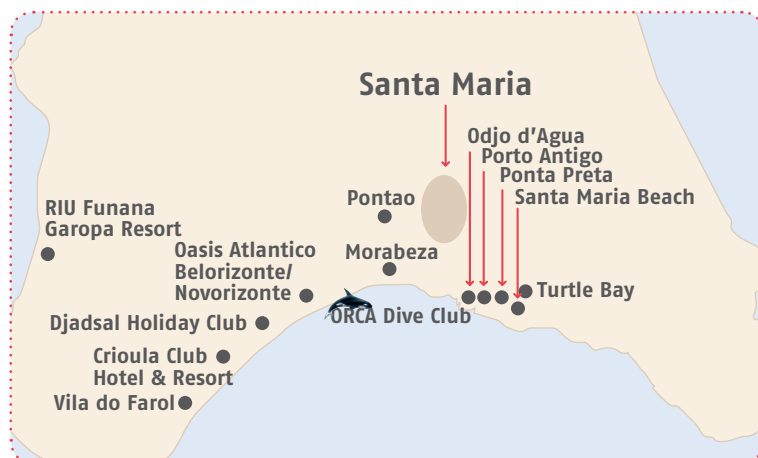 Santa Maria
Odjo d'Agua
Porto Antigo
Ponta Preta
Santa Maria Beach
Pontao
RIU Funana
Garopa Resort
Oasis Atlantico
Belorizonte/
Novorizonte
Morabeza
Turtle Bay
ORCA Dive Club
Djadsal Holiday Club
Crioula Club
Hotel & Resort
Vila do Farol